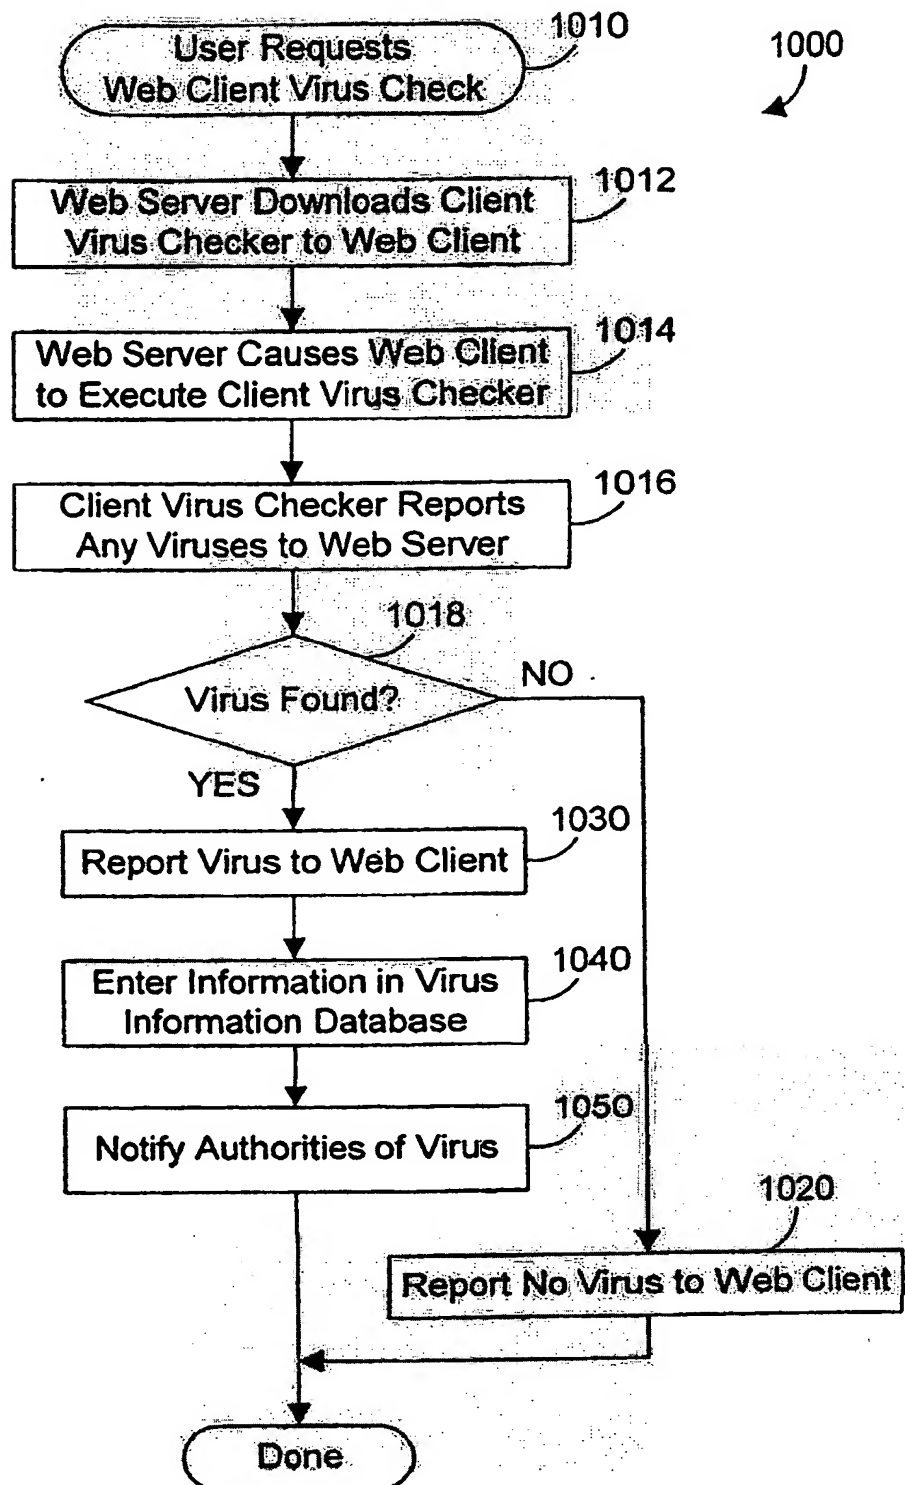 User Requests
Web Client Virus Check
1010
1000
Web Server Downloads Client
Virus Checker to Web Client
1012
Web Server Causes Web Client
to Execute Client Virus Checker
1014
Client Virus Checker Reports
Any Viruses to Web Server
1016
Virus Found?
1018
NO
YES
Report Virus to Web Client
1030
Enter Information in Virus
Information Database
1040
Notify Authorities of Virus
1050
1020
Report No Virus to Web Client
Done